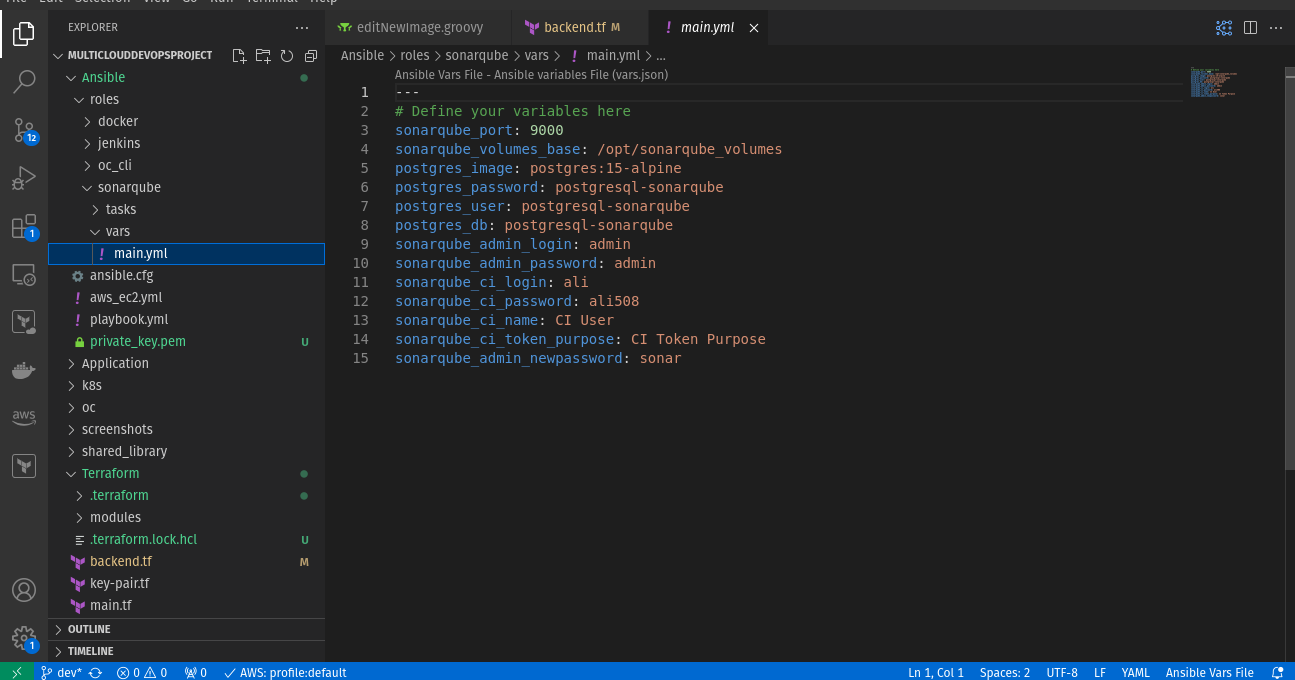 File Edit Selection View Go Run Terminal Help
EXPLORER
MULTICLOUDDEVOPSPROJECT
Ansible
roles
docker
jenkins
oc_cli
sonarqube
tasks
vars
! main.yml
ansible.cfg
! aws_ec2.yml
! playbook.yml
private_key.pem U
Application
k8s
oc
screenshots
shared_library
Terraform
.terraform
modules
.terraform.lock.hcl U
backend.tf M
key-pair.tf
main.tf
OUTLINE
TIMELINE
12
1
aws
1
editNewImage.groovy
backend.tf M
! main.yml
Ansible > roles > sonarqube > vars > ! main.yml > ...
Ansible Vars File - Ansible variables File (vars.json)
1 ---
2 # Define your variables here
3 sonarqube_port: 9000
4 sonarqube_volumes_base: /opt/sonarqube_volumes
5 postgres_image: postgres:15-alpine
6 postgres_password: postgresql-sonarqube
7 postgres_user: postgresql-sonarqube
8 postgres_db: postgresql-sonarqube
9 sonarqube_admin_login: admin
10 sonarqube_admin_password: admin
11 sonarqube_ci_login: ali
12 sonarqube_ci_password: ali508
13 sonarqube_ci_name: CI User
14 sonarqube_ci_token_purpose: CI Token Purpose
15 sonarqube_admin_newpassword: sonar
dev* 0 0 0 AWS: profile:default Ln 1, Col 1 Spaces: 2 UTF-8 LF YAML Ansible Vars File